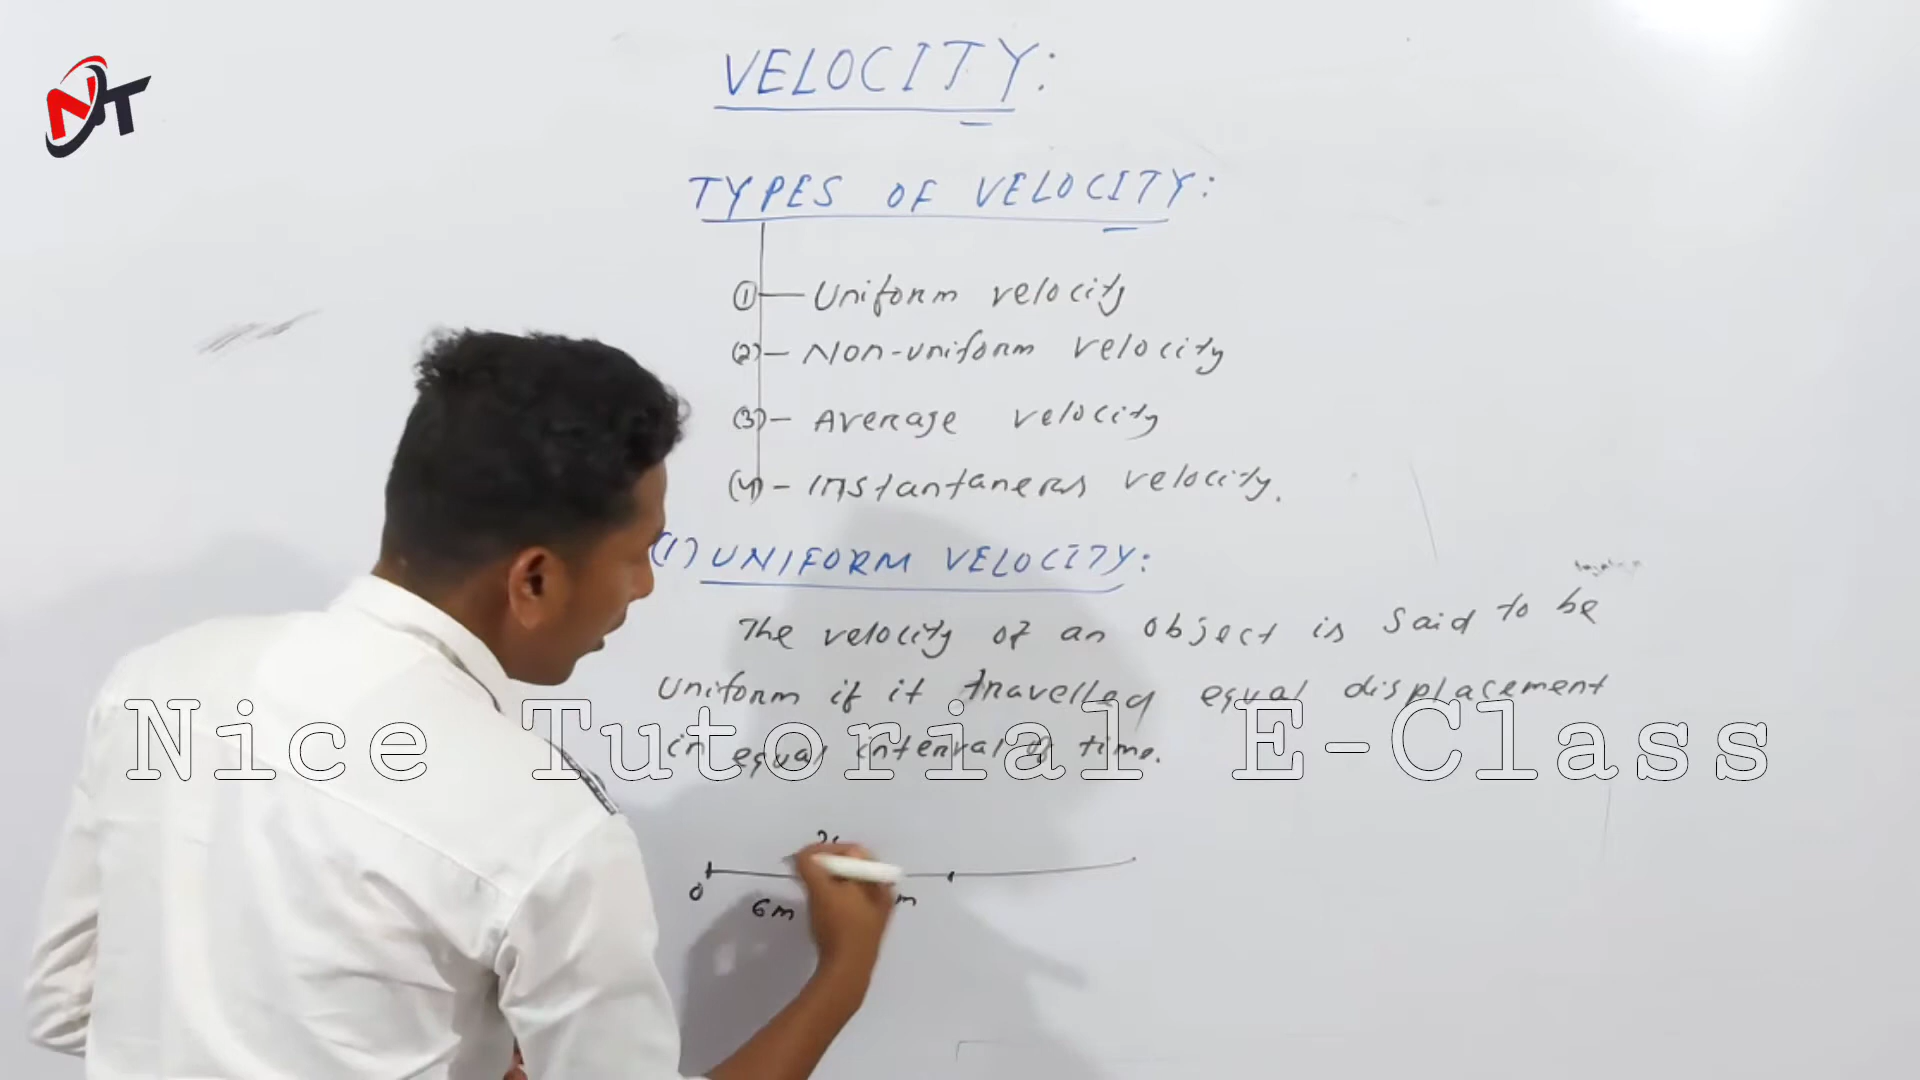 NT
VELOCITY:
TYPES OF VELOCITY:
(1) Uniform velocity
(2) - Non-uniform velocity
(3) - Average velocity
(4) - Instantaneous velocity.
(1) UNIFORM VELOCITY:
The velocity of an object is said to be
Uniform if it travelled equal displacement
in equal interval of time.
Nice Tutorial E-Class
0
6m
m